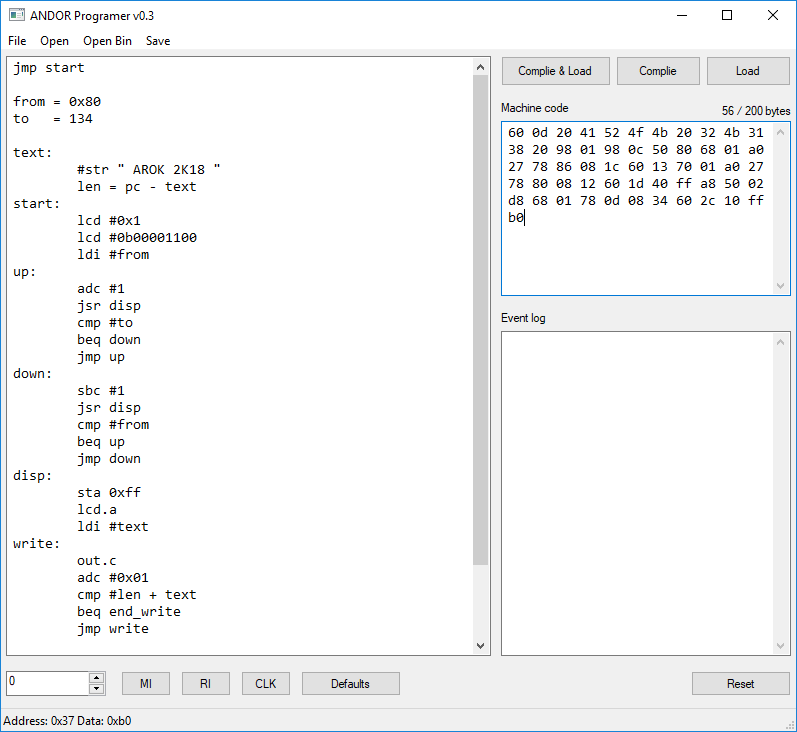 ANDOR Programer v0.3
File Open Open Bin Save
jmp start
from = 0x80
to   = 134
text:
        #str " AROK 2K18 "
        len = pc - text
start:
        lcd #0x1
        lcd #0b00001100
        ldi #from
up:
        adc #1
        jsr disp
        cmp #to
        beq down
        jmp up
down:
        sbc #1
        jsr disp
        cmp #from
        beq up
        jmp down
disp:
        sta 0xff
        lcd.a
        ldi #text
write:
        out.c
        adc #0x01
        cmp #len + text
        beq end_write
        jmp write
Complie & Load Complie Load
Machine code 56 / 200 bytes
60 0d 20 41 52 4f 4b 20 32 4b 31
38 20 98 01 98 0c 50 80 68 01 a0
27 78 86 08 1c 60 13 70 01 a0 27
78 80 08 12 60 1d 40 ff a8 50 02
d8 68 01 78 0d 08 34 60 2c 10 ff
b0
Event log
0 MI RI CLK Defaults Reset
Address: 0x37 Data: 0xb0